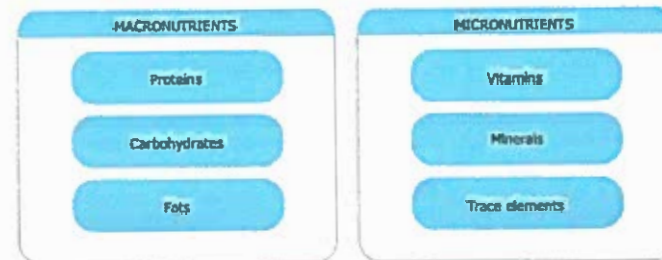 MACRONUTRIENTS
Proteins
Carbohydrates
Fats
MICRONUTRIENTS
Vitamins
Minerals
Trace elements